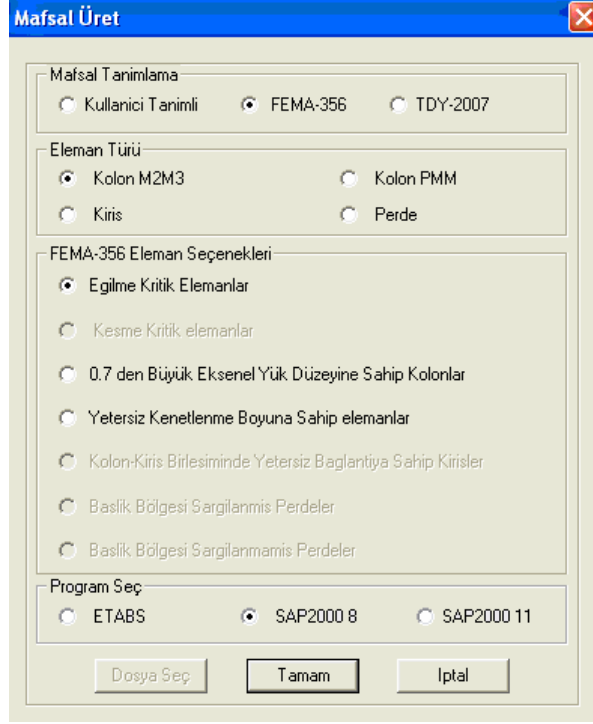 Mafsal Üret
Mafsal Tanimlama
Kullanici Tanimli FEMA-356 TDY-2007
Eleman Türü
Kolon M2M3 Kolon PMM
Kiris Perde
FEMA-356 Eleman Seçenekleri
Egilme Kritik Elemanlar
Kesme Kritik elemanlar
0.7 den Büyük Eksenel Yük Düzeyine Sahip Kolonlar
Yetersiz Kenetlenme Boyuna Sahip elemanlar
Kolon-Kiris Birlesiminde Yetersiz Baglantiya Sahip Kirisler
Baslik Bölgesi Sargilanmis Perdeler
Baslik Bölgesi Sargilanmamis Perdeler
Program Seç
ETABS SAP2000 8 SAP2000 11
Dosya Seç Tamam Iptal